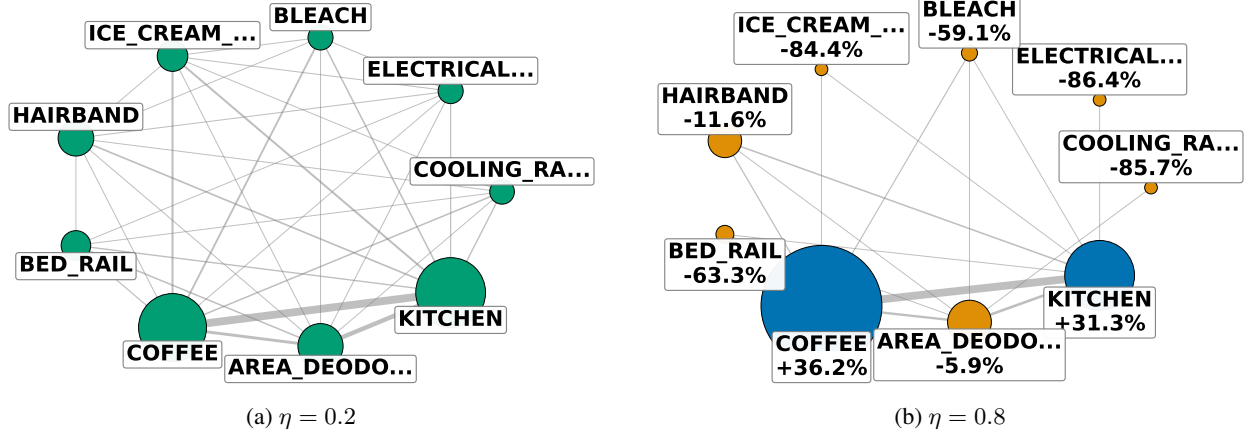 BLEACH
ICE_CREAM_...
ELECTRICAL...
HAIRBAND
COOLING_RA...
BED_RAIL
KITCHEN
COFFEE
AREA_DEODO...
(a) η = 0.2
BLEACH
-59.1%
ICE_CREAM_...
-84.4%
ELECTRICAL...
-86.4%
HAIRBAND
-11.6%
COOLING_RA...
-85.7%
BED_RAIL
-63.3%
KITCHEN
+31.3%
COFFEE
+36.2%
AREA_DEODO...
-5.9%
(b) η = 0.8